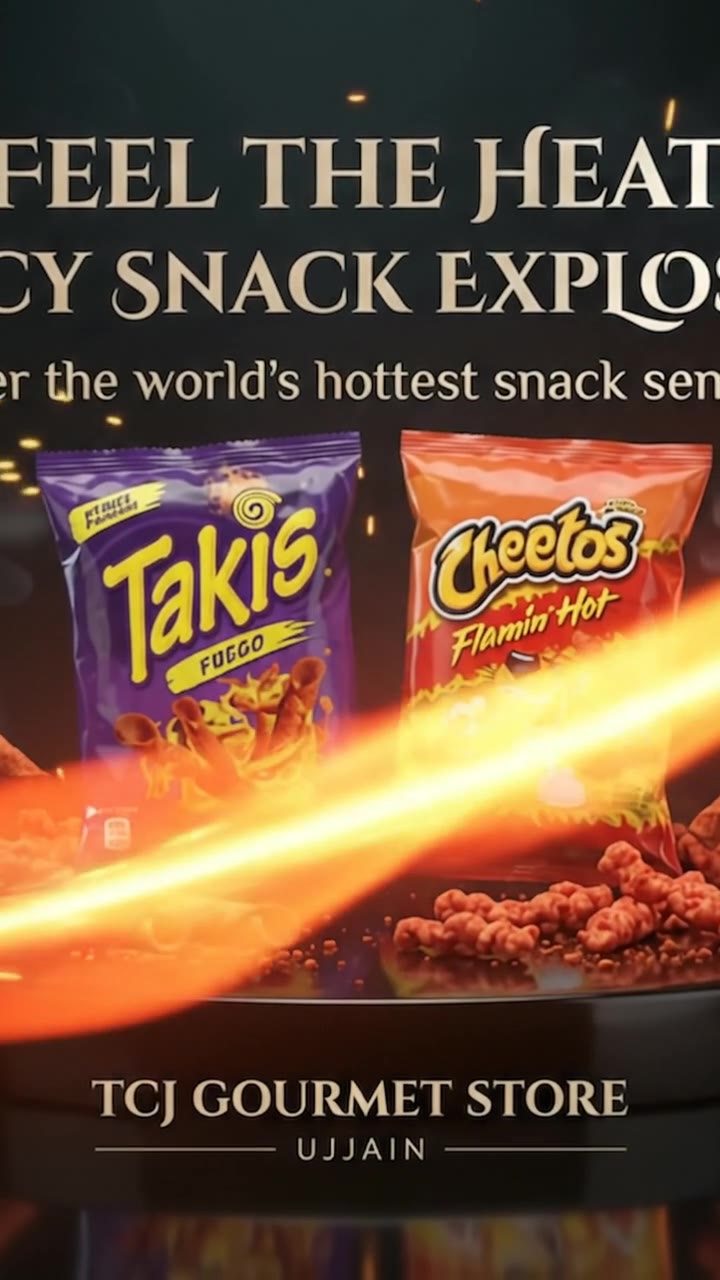 FEEL THE HEAT
CY SNACK EXPLOS
er the world's hottest snack sen
Takis
FUEGO
Cheetos
Flamin' Hot
TCJ GOURMET STORE
UJJAIN